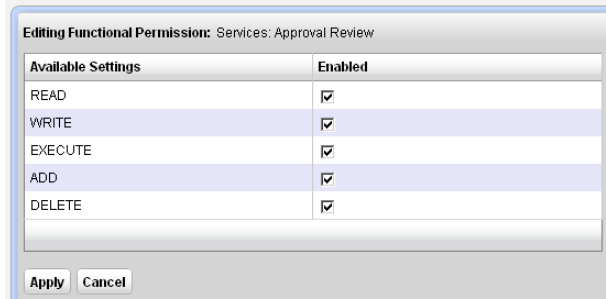 Editing Functional Permission: Services: Approval Review
Available Settings Enabled
READ
WRITE
EXECUTE
ADD
DELETE
Apply Cancel